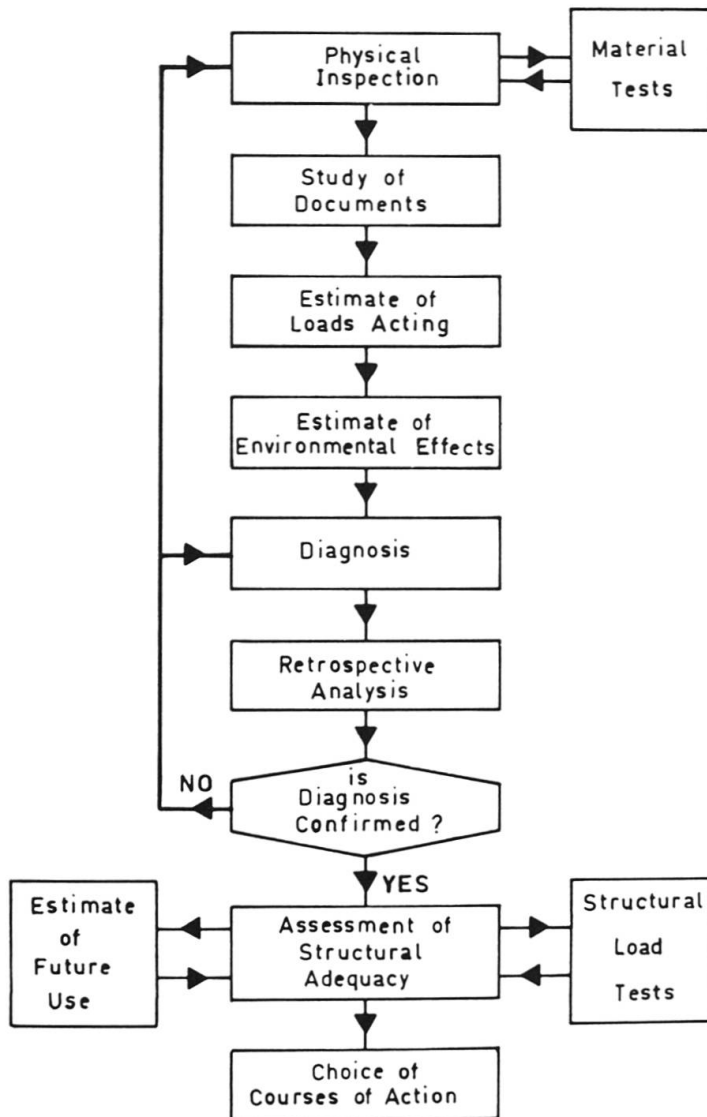 Physical
Inspection
Material
Tests
Study of
Documents
Estimate of
Loads Acting
Estimate of
Environmental Effects
Diagnosis
Retrospective
Analysis
is
Diagnosis
Confirmed ?
NO
YES
Estimate
of
Future
Use
Assessment of
Structural
Adequacy
Structural
Load
Tests
Choice of
Courses of Action